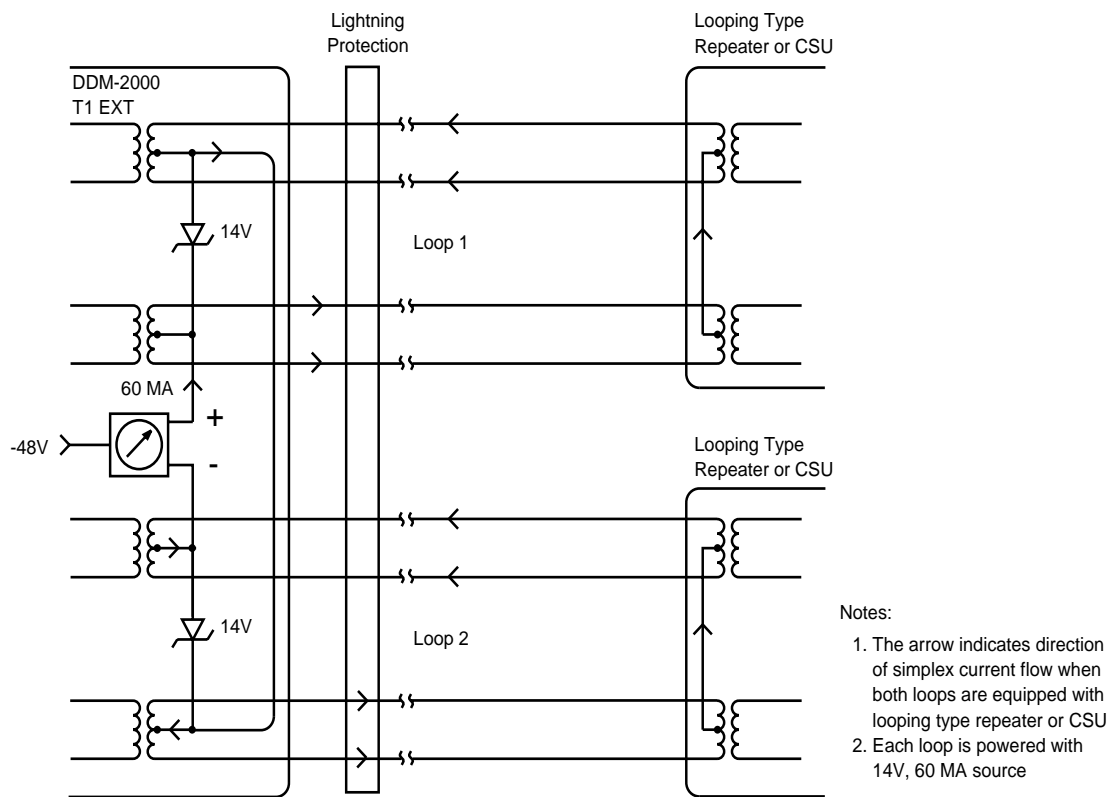 Lightning
Protection
Looping Type
Repeater or CSU
DDM-2000
T1 EXT
14V
Loop 1
60 MA
+
-48V
-
Looping Type
Repeater or CSU
14V
Loop 2
Notes:
1. The arrow indicates direction
of simplex current flow when
both loops are equipped with
looping type repeater or CSU
2. Each loop is powered with
14V, 60 MA source